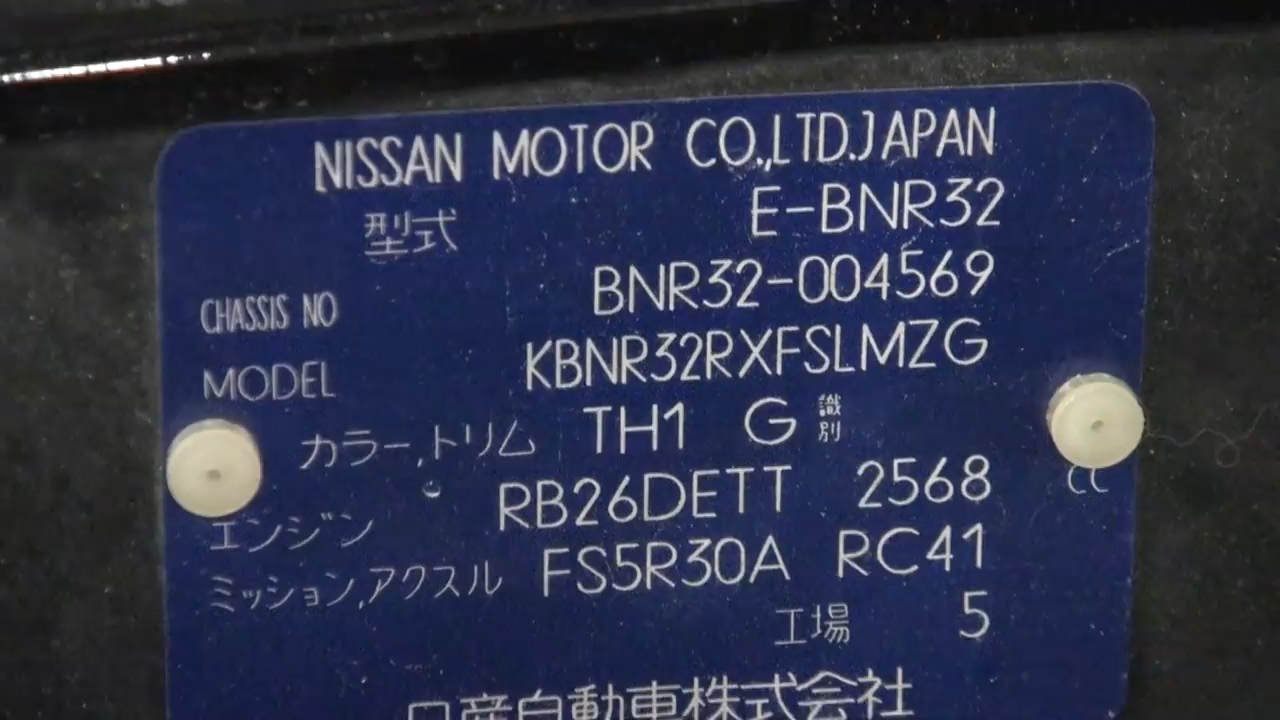 NISSAN MOTOR CO.,LTD.JAPAN
型式 E-BNR32
CHASSIS NO BNR32-004569
MODEL KBNR32RXFSLMZG
カラー,トリム TH1 G 識別
エンジン RB26DETT 2568 cc
ミッション,アクスル FS5R30A RC41
工場 5
日産自動車株式会社